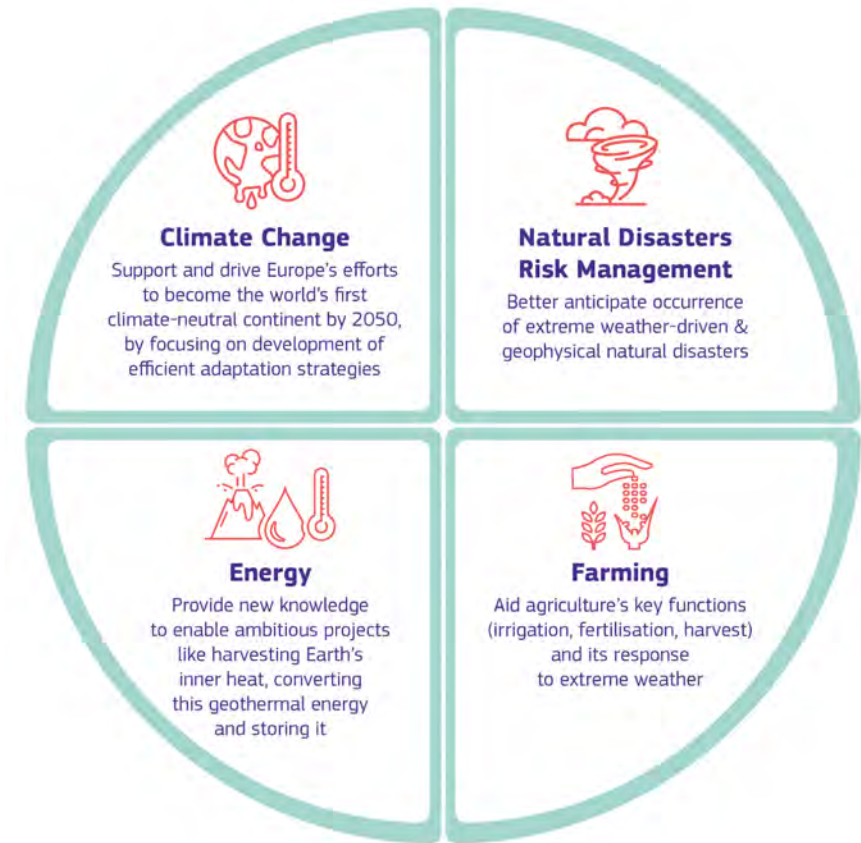 Climate Change
Support and drive Europe's efforts
to become the world's first
climate-neutral continent by 2050,
by focusing on development of
efficient adaptation strategies
Natural Disasters
Risk Management
Better anticipate occurrence
of extreme weather-driven &
geophysical natural disasters
Energy
Provide new knowledge
to enable ambitious projects
like harvesting Earth's
inner heat, converting
this geothermal energy
and storing it
Farming
Aid agriculture's key functions
(irrigation, fertilisation, harvest)
and its response
to extreme weather